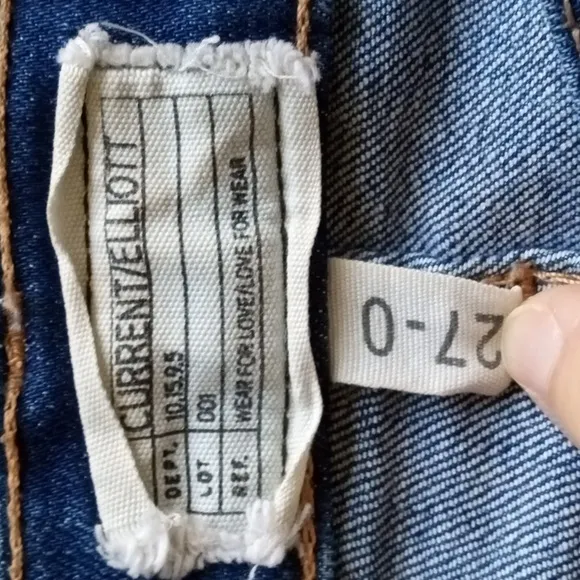 CURRENT/ELLIOTT
DEPT. 10.15.9.5
LOT 001
REF. WEAR FOR LOVE/LOVE FOR WEAR
27-0